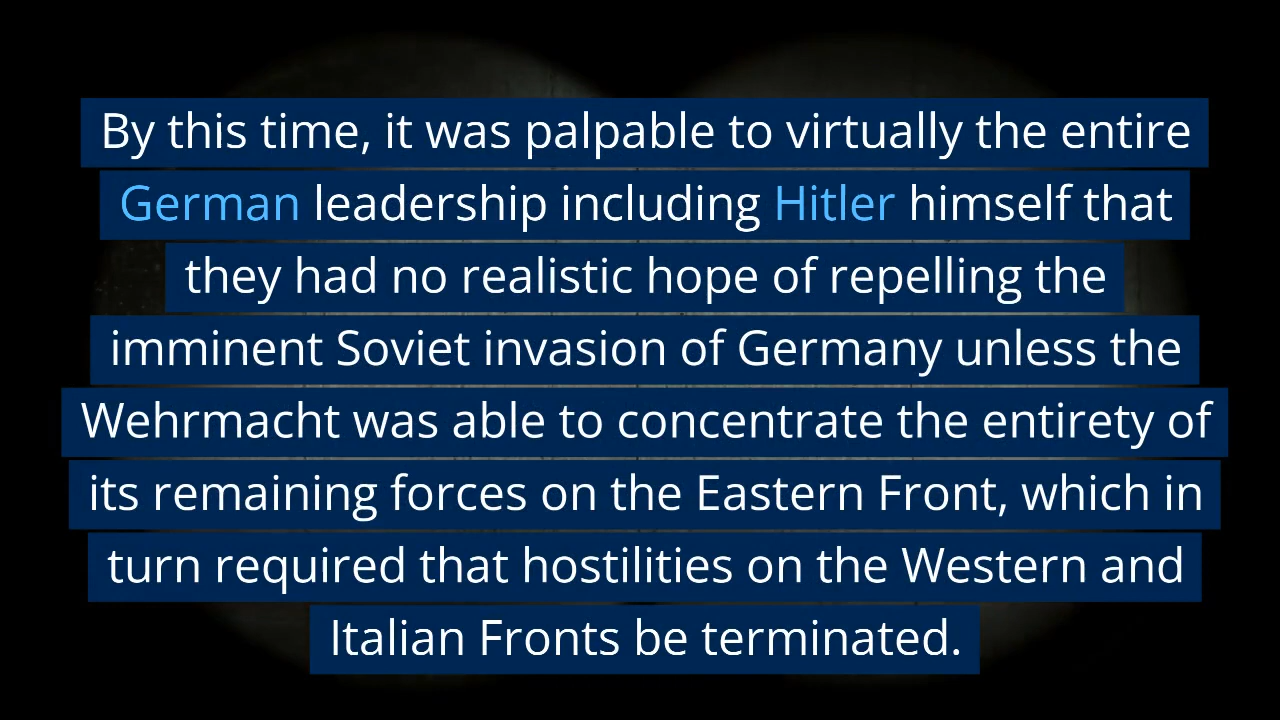 By this time, it was palpable to virtually the entire
German leadership including Hitler himself that
they had no realistic hope of repelling the
imminent Soviet invasion of Germany unless the
Wehrmacht was able to concentrate the entirety of
its remaining forces on the Eastern Front, which in
turn required that hostilities on the Western and
Italian Fronts be terminated.